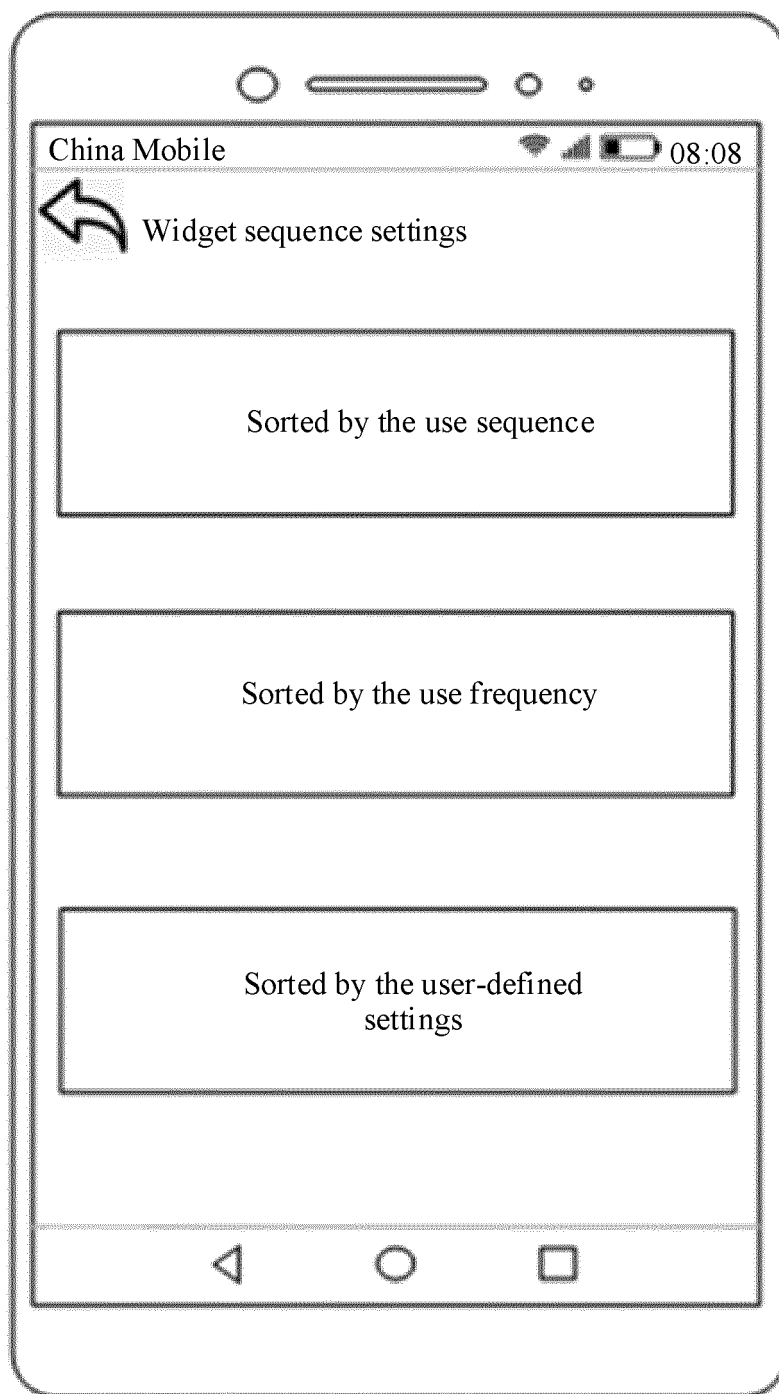 China Mobile 08:08
Widget sequence settings
Sorted by the use sequence
Sorted by the use frequency
Sorted by the user-defined
settings